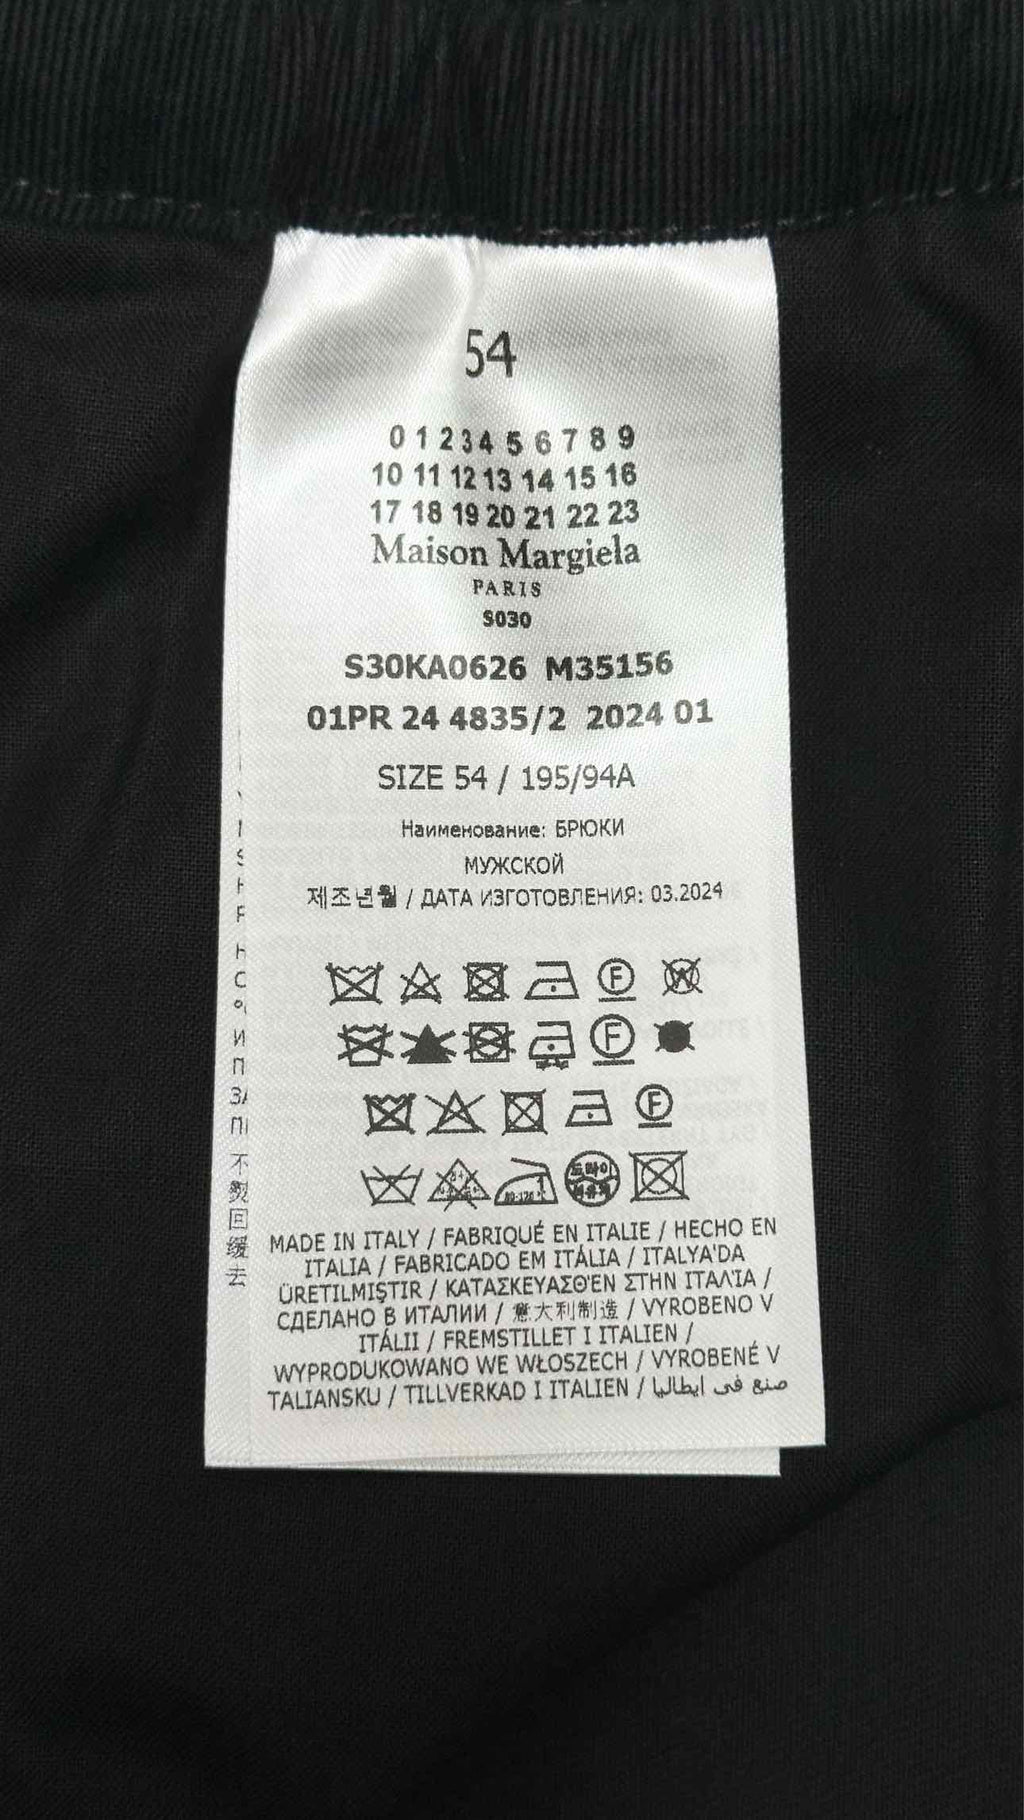 54
0 1 2 3 4 5 6 7 8 9
10 11 12 13 14 15 16
17 18 19 20 21 22 23
Maison Margiela
PARIS
S030
S30KA0626 M35156
01PR 24 4835/2 2024 01
SIZE 54 / 195/94A
Наименование: БРЮКИ
МУЖСКОЙ
제조년월 / ДАТА ИЗГОТОВЛЕНИЯ: 03.2024
F W
F
F
드라이
MADE IN ITALY / FABRIQUÉ EN ITALIE / HECHO EN
ITALIA / FABRICADO EM ITÁLIA / ITALYA'DA
ÜRETILMIŞTIR / ΚΑΤΑΣΚΕΥΑΣΘΈΝ ΣΤΗΝ ΙΤΑΛΊΑ /
СДЕЛАНО В ИТАЛИИ / 意大利制造 / VYROBENO V
ITÁLII / FREMSTILLET I ITALIEN /
WYPRODUKOWANO WE WŁOSZECH / VYROBENÉ V
TALIANSKU / TILLVERKAD I ITALIEN / صنع فى ايطاليا